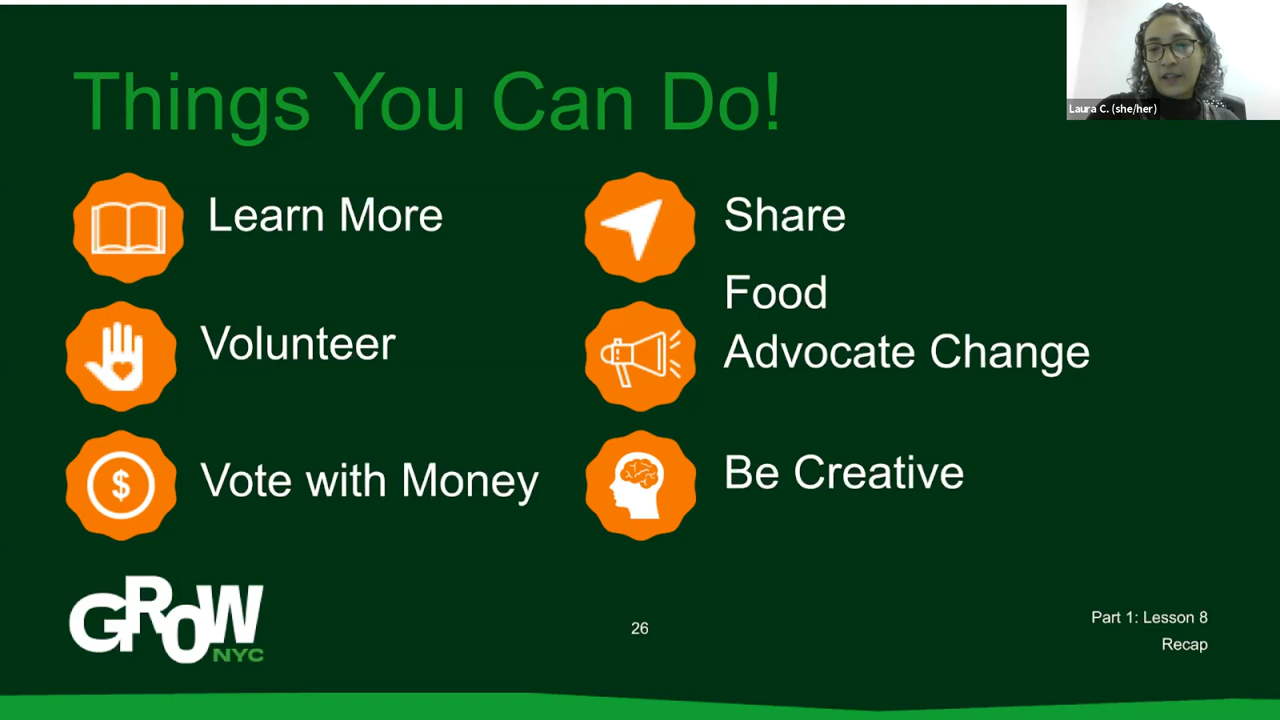 Things You Can Do!
Laura C. (she/her)
Learn More
Volunteer
Vote with Money
$
Share
Food
Advocate Change
Be Creative
GROW
NYC
26
Part 1: Lesson 8
Recap